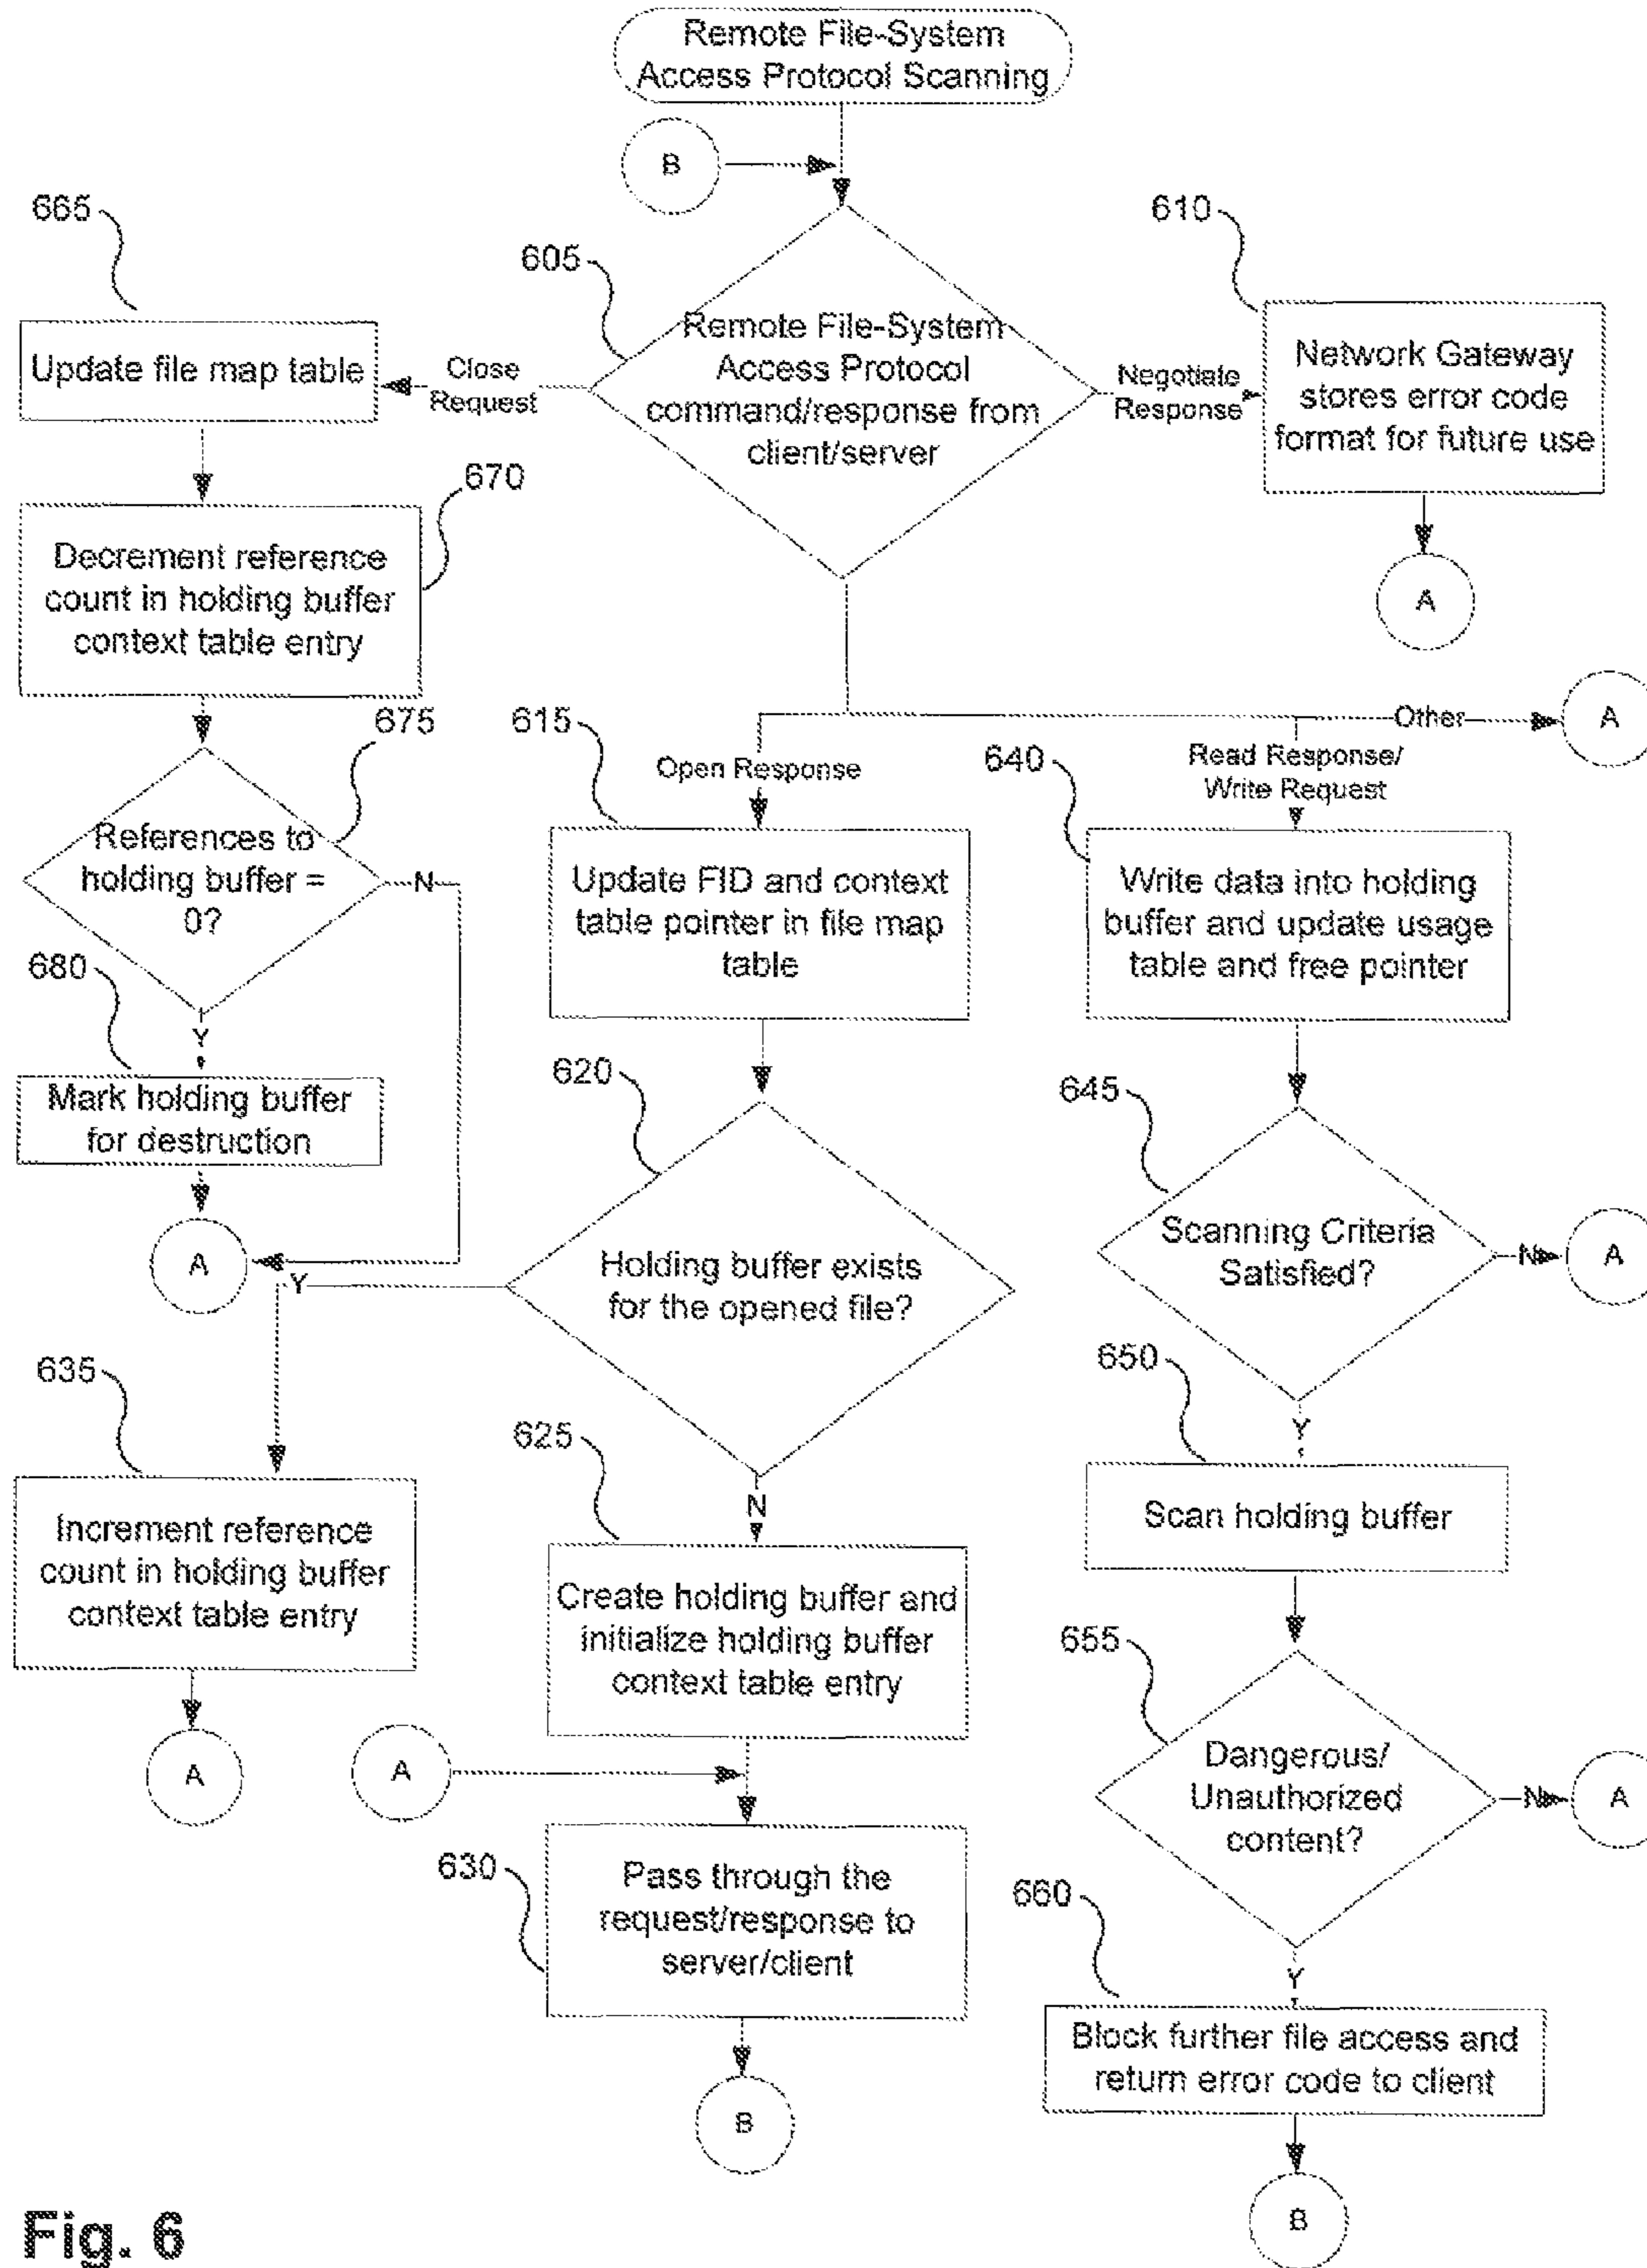 Remote File-System
Access Protocol Scanning
B
665
610
605
Remote File-System
Access Protocol
command/response from
client/server
Update file map table
Close
Request
Negotiate
Response
Network Gateway
stores error code
format for future use
670
Decrement reference
count in holding buffer
context table entry
A
675
615
Other
A
Open Response
640
Read Response/
Write Request
References to
holding buffer =
0?
N
Update FID and context
table pointer in file map
table
Write data into holding
buffer and update usage
table and free pointer
680
Y
Mark holding buffer
for destruction
620
645
A
Y
Holding buffer exists
for the opened file?
Scanning Criteria
Satisfied?
N
A
635
650
625
N
Y
Increment reference
count in holding buffer
context table entry
Create holding buffer and
initialize holding buffer
context table entry
Scan holding buffer
655
A
A
Dangerous/
Unauthorized
content?
N
A
630
Pass through the
request/response to
server/client
660
Y
Block further file access and
return error code to client
B
B
Fig. 6